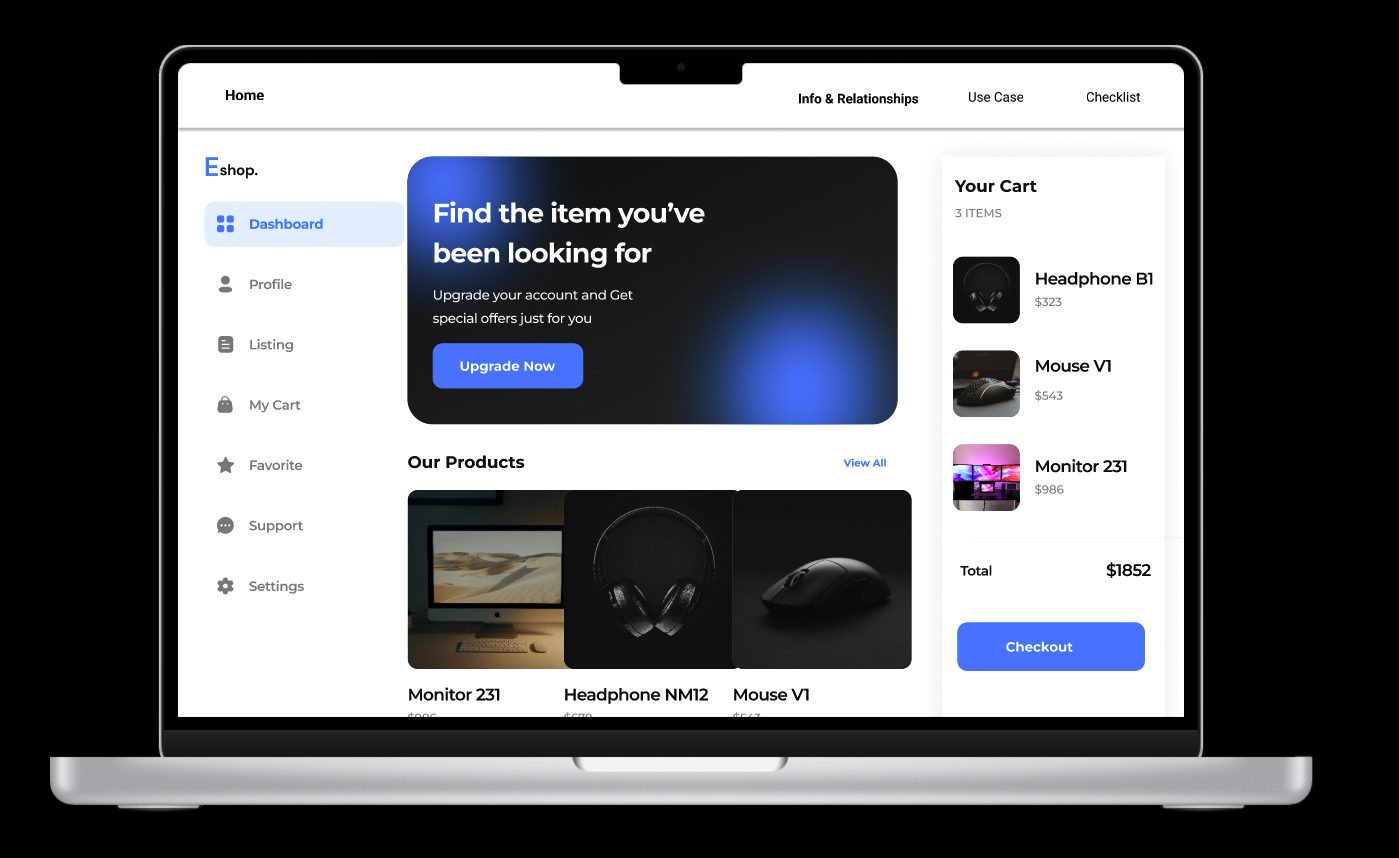 Home
Info & Relationships
Use Case
Checklist
Eshop.
Dashboard
Profile
Listing
My Cart
Favorite
Support
Settings
Find the item you’ve
been looking for
Upgrade your account and Get
special offers just for you
Upgrade Now
Our Products
View All
Monitor 231
Headphone NM12
Mouse V1
$986
$543
Your Cart
3 ITEMS
Headphone B1
$323
Mouse V1
$543
Monitor 231
$986
Total
$1852
Checkout